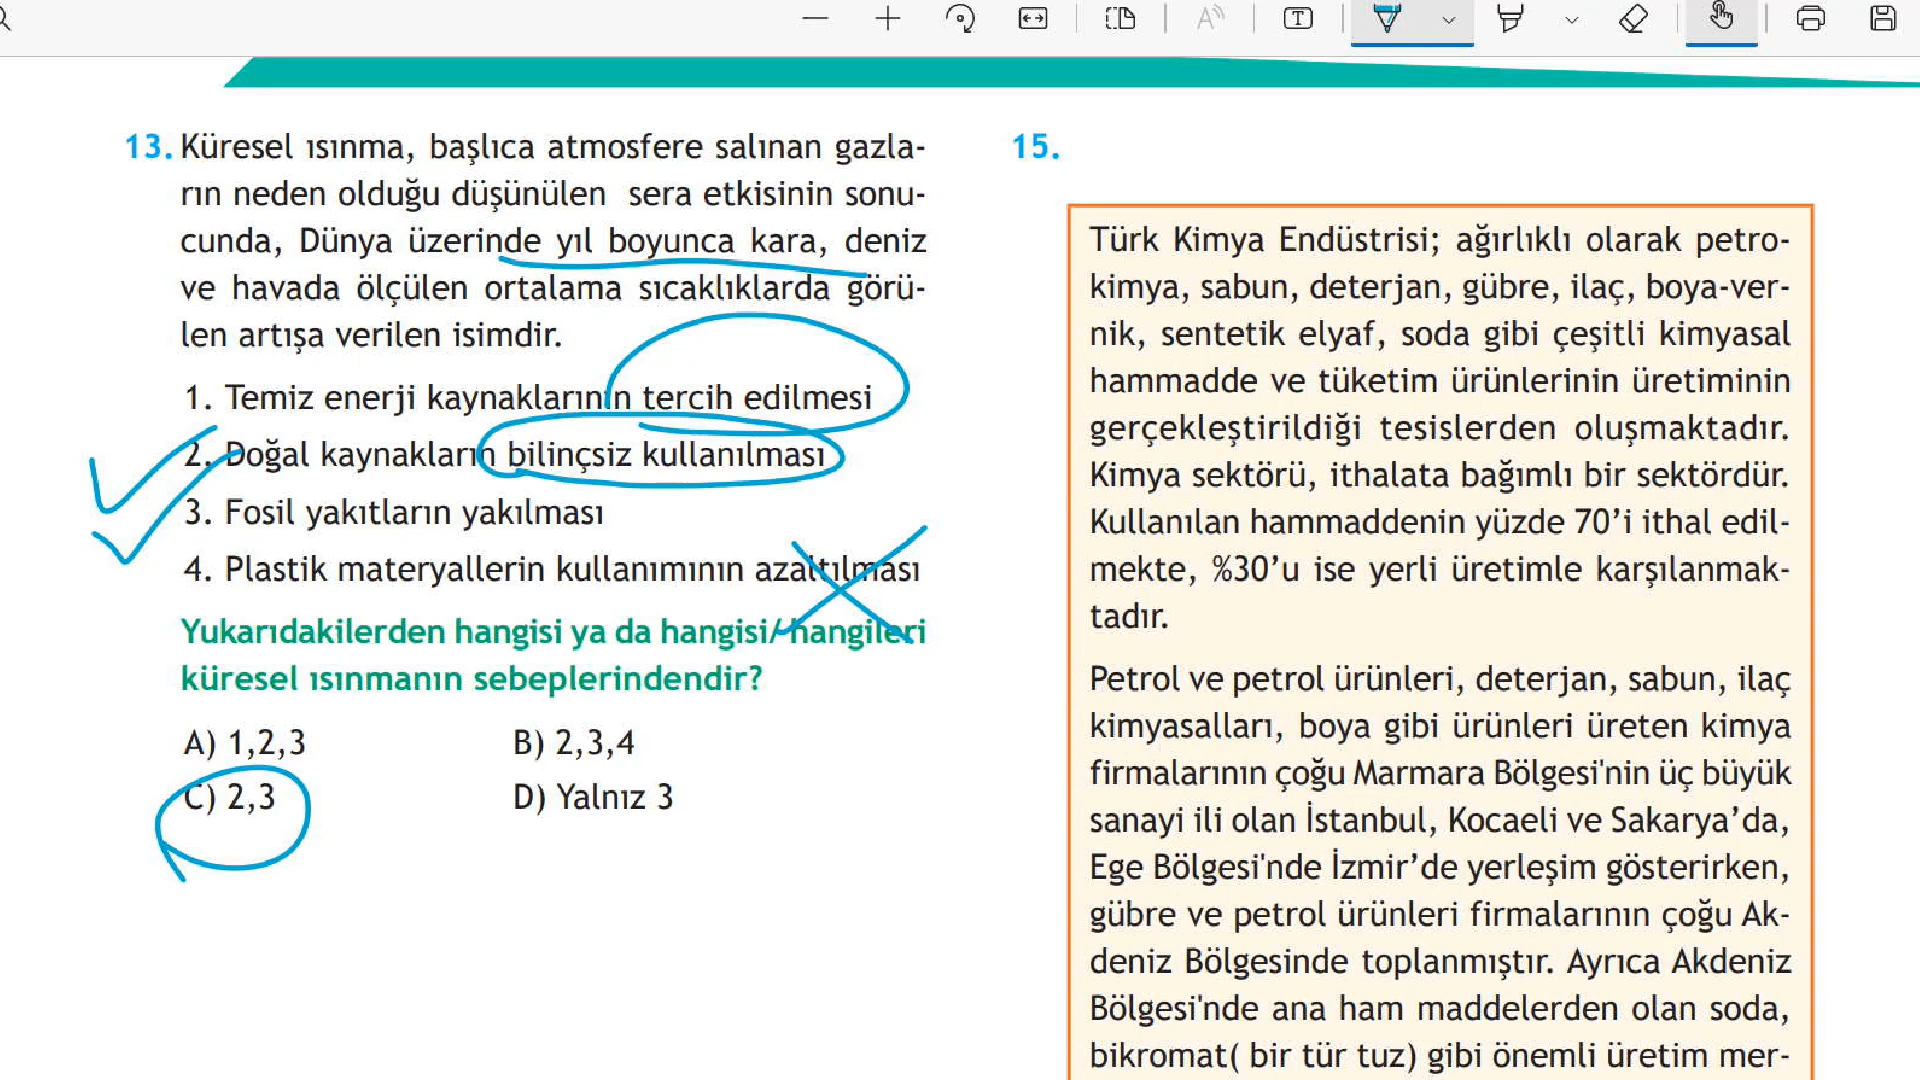 13. Küresel ısınma, başlıca atmosfere salınan gazla-
rın neden olduğu düşünülen sera etkisinin sonu-
cunda, Dünya üzerinde yıl boyunca kara, deniz
ve havada ölçülen ortalama sıcaklıklarda görü-
len artışa verilen isimdir.
1. Temiz enerji kaynaklarının tercih edilmesi
2. Doğal kaynakların bilinçsiz kullanılması
3. Fosil yakıtların yakılması
4. Plastik materyallerin kullanımının azaltılması
Yukarıdakilerden hangisi ya da hangisi/hangileri
küresel ısınmanın sebeplerindendir?
A) 1,2,3
B) 2,3,4
C) 2,3
D) Yalnız 3
15.
Türk Kimya Endüstrisi; ağırlıklı olarak petro-
kimya, sabun, deterjan, gübre, ilaç, boya-ver-
nik, sentetik elyaf, soda gibi çeşitli kimyasal
hammadde ve tüketim ürünlerinin üretiminin
gerçekleştirildiği tesislerden oluşmaktadır.
Kimya sektörü, ithalata bağımlı bir sektördür.
Kullanılan hammaddenin yüzde 70’i ithal edil-
mekte, %30’u ise yerli üretimle karşılanmak-
tadır.
Petrol ve petrol ürünleri, deterjan, sabun, ilaç
kimyasalları, boya gibi ürünleri üreten kimya
firmalarının çoğu Marmara Bölgesi'nin üç büyük
sanayi ili olan İstanbul, Kocaeli ve Sakarya’da,
Ege Bölgesi'nde İzmir’de yerleşim gösterirken,
gübre ve petrol ürünleri firmalarının çoğu Ak-
deniz Bölgesinde toplanmıştır. Ayrıca Akdeniz
Bölgesi'nde ana ham maddelerden olan soda,
bikromat( bir tür tuz) gibi önemli üretim mer-